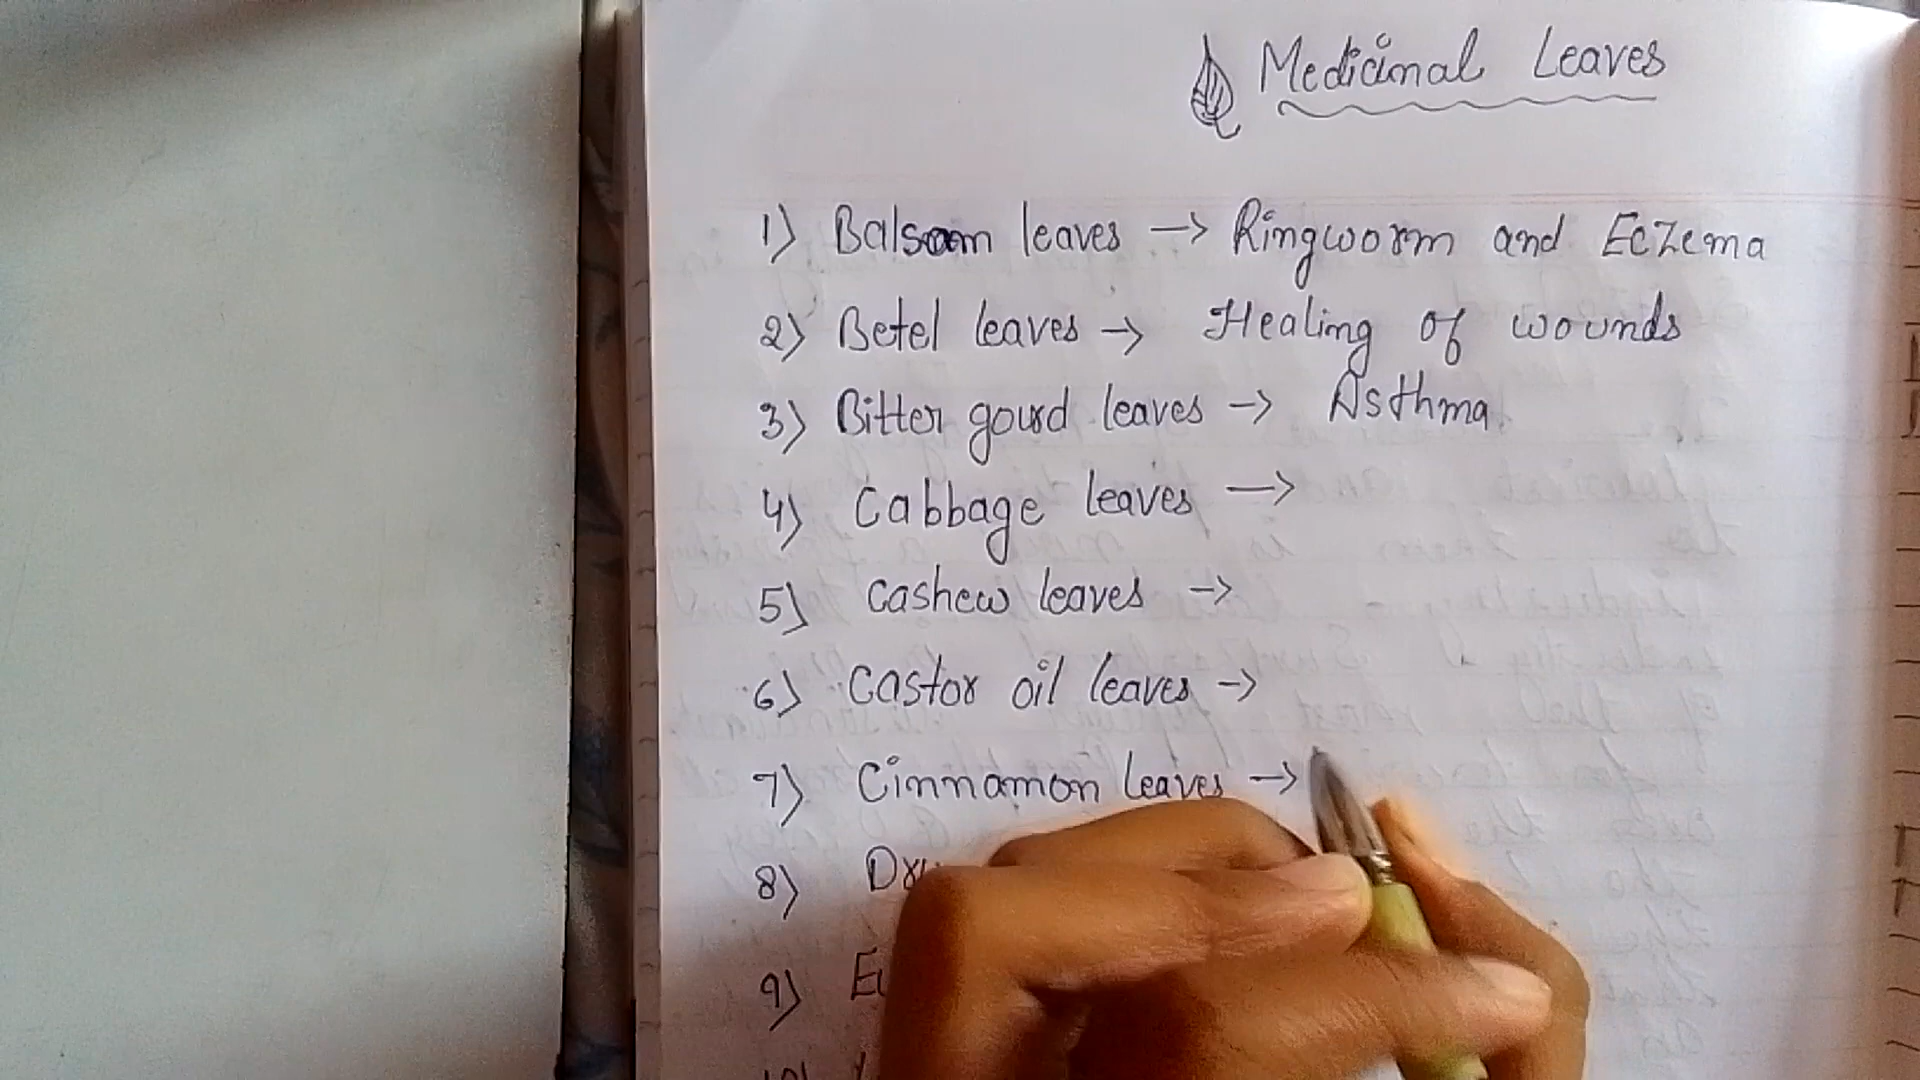 Medicinal Leaves
1) Balsam leaves -> Ringworm and Eczema
2) Betel leaves -> Healing of wounds
3) Bitter gourd leaves -> Asthma
4) Cabbage leaves ->
5) Cashew leaves ->
6) Castor oil leaves ->
7) Cinnamon leaves ->
8)
9)